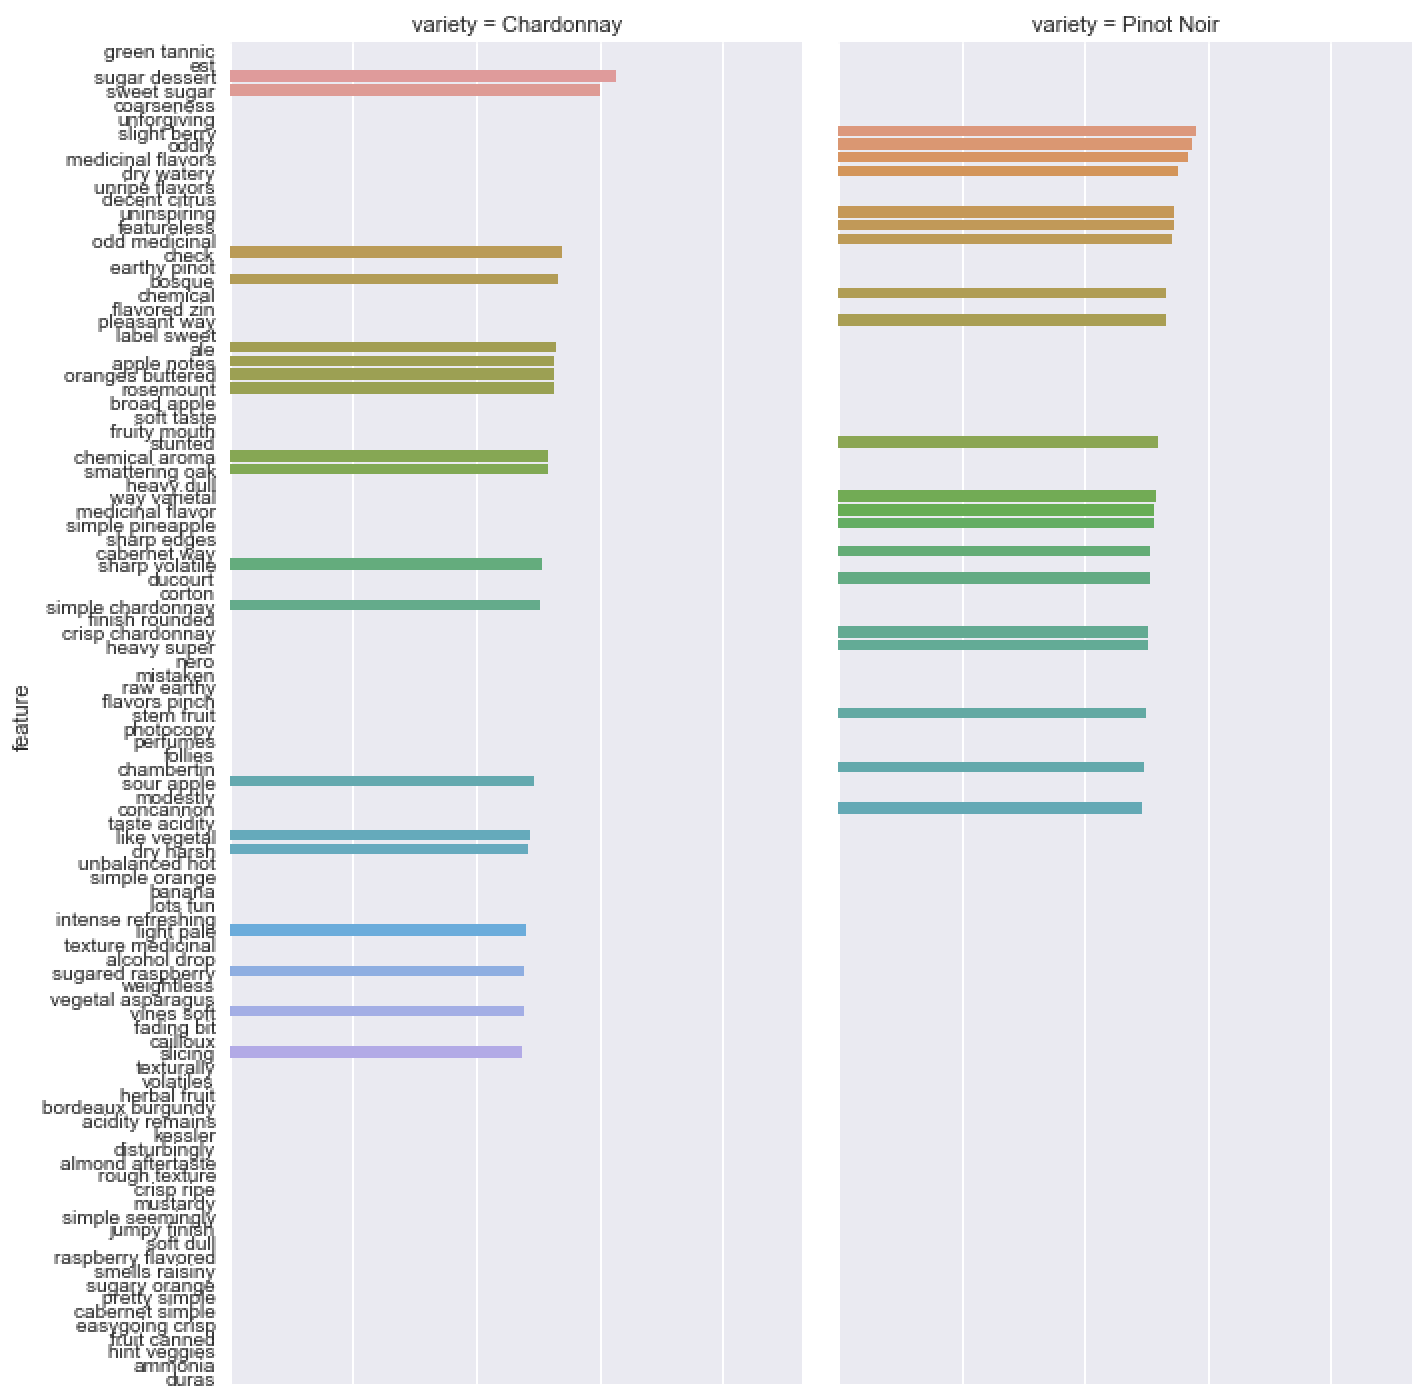 variety = Chardonnay
variety = Pinot Noir
green tannic
est
sugar dessert
sweet sugar
coarseness
unforgiving
slight berry
oddly
medicinal flavors
dry watery
unripe flavors
decent citrus
uninspiring
featureless
odd medicinal
check
earthy pinot
bosque
chemical
flavored zin
pleasant way
label sweet
ale
apple notes
oranges buttered
rosemount
broad apple
soft taste
fruity mouth
stunted
chemical aroma
smattering oak
heavy dull
way varietal
medicinal flavor
simple pineapple
sharp edges
cabernet way
sharp volatile
ducourt
corton
simple chardonnay
finish rounded
crisp chardonnay
heavy super
nero
mistaken
raw earthy
flavors pinch
stem fruit
photocopy
perfumes
follies
chambertin
sour apple
modestly
concannon
taste acidity
like vegetal
dry harsh
unbalanced hot
simple orange
banana
lots fun
intense refreshing
light pale
texture medicinal
alcohol drop
sugared raspberry
weightless
vegetal asparagus
vines soft
fading bit
cailloux
slicing
texturally
volatiles
herbal fruit
bordeaux burgundy
acidity remains
kessler
disturbingly
almond aftertaste
rough texture
crisp ripe
mustardy
simple seemingly
jumpy finish
soft dull
raspberry flavored
smells raisiny
sugary orange
pretty simple
cabernet simple
easygoing crisp
fruit canned
hint veggies
ammonia
duras
feature